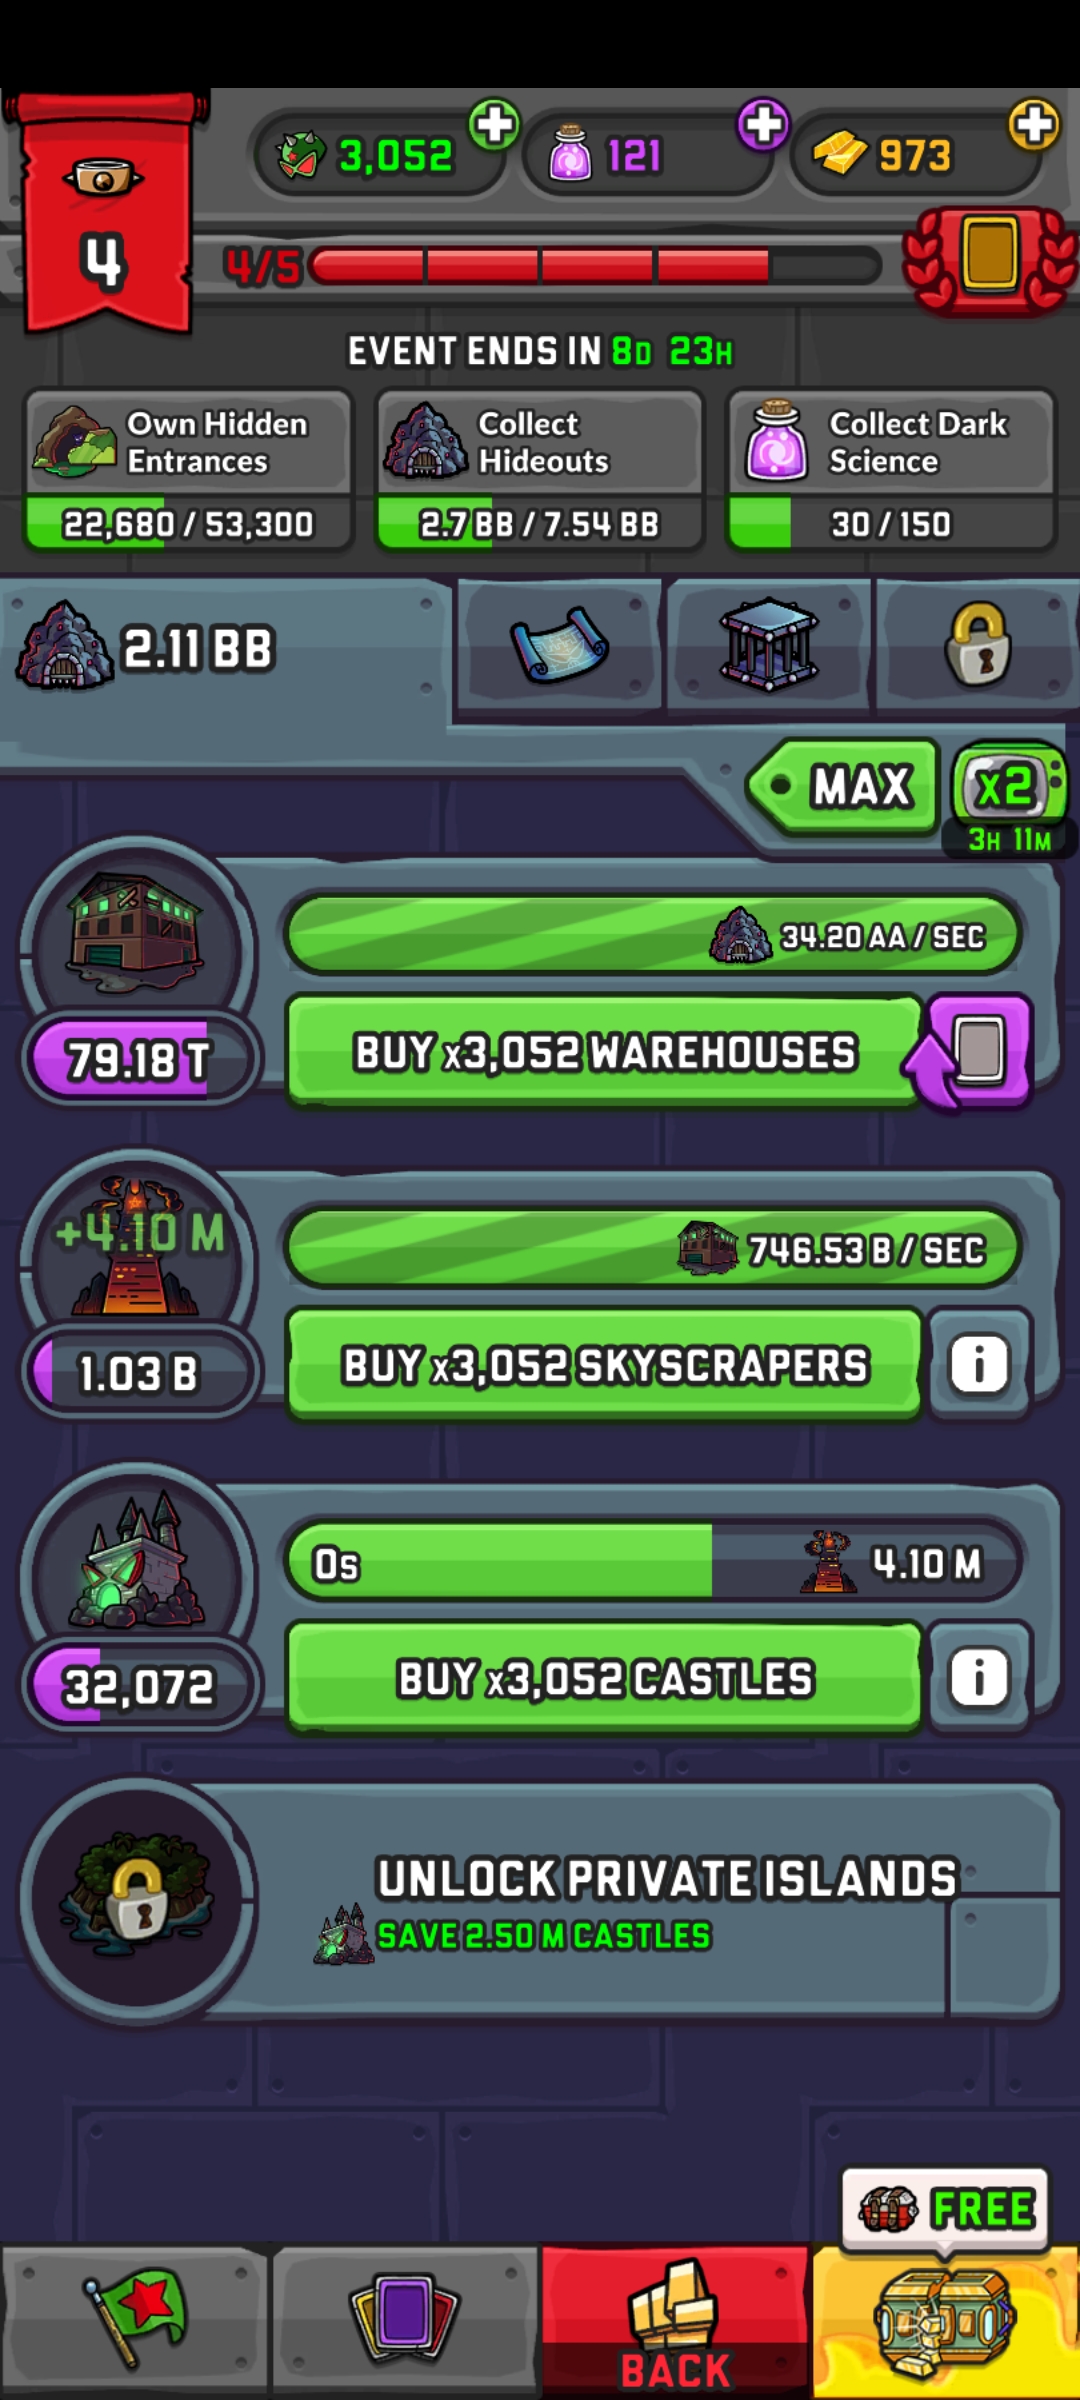 3,052
121
973
4
4/5
EVENT ENDS IN 8D 23H
Own Hidden
Entrances
22,680 / 53,300
Collect
Hideouts
2.7 BB / 7.54 BB
Collect Dark
Science
30 / 150
2.11 BB
MAX
x2
3H 11M
34.20 AA / SEC
79.18 T
BUY x3,052 WAREHOUSES
+4.10 M
746.53 B / SEC
1.03 B
BUY x3,052 SKYSCRAPERS
i
0s
4.10 M
32,072
BUY x3,052 CASTLES
i
UNLOCK PRIVATE ISLANDS
SAVE 2.50 M CASTLES
FREE
BACK